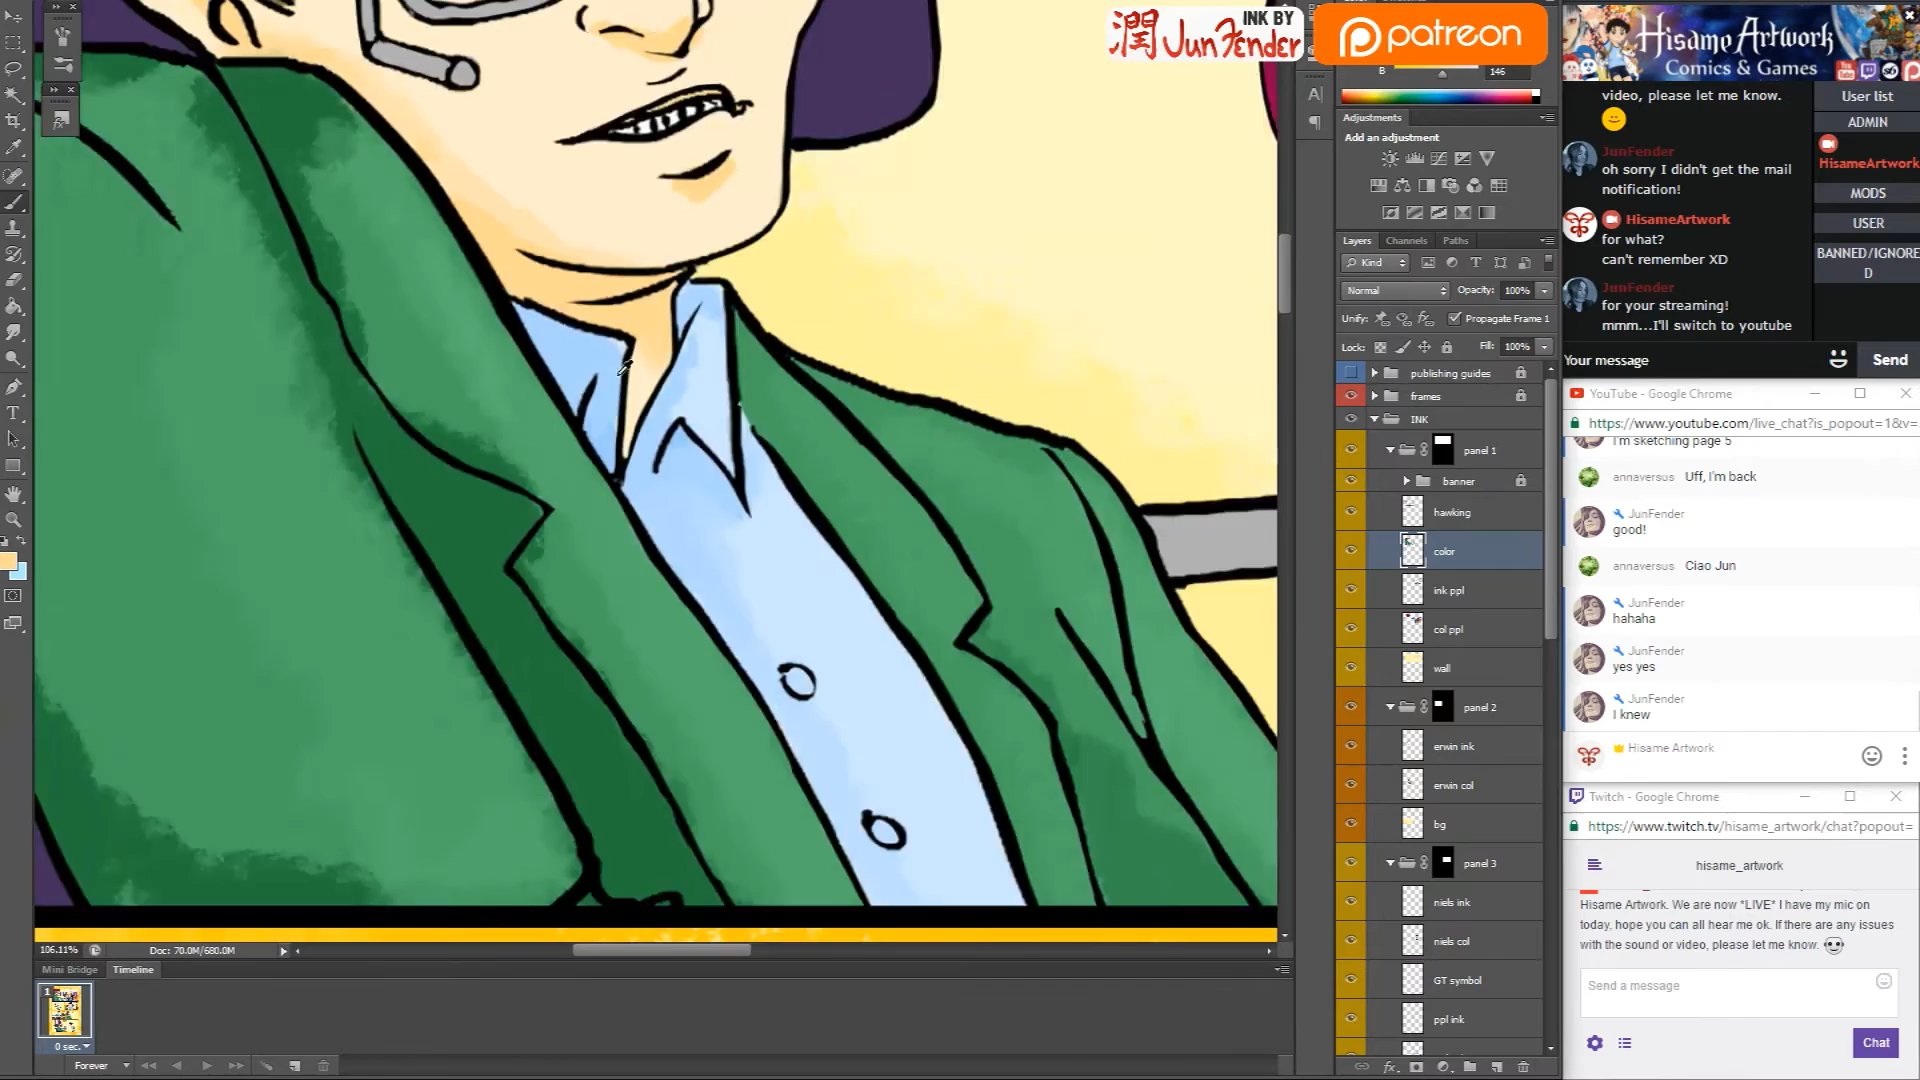 INK BY
潤 JunFender
patreon
Hisame Artwork
Comics & Games
B
146
A
Adjustments
Add an adjustment
Layers
Channels
Paths
Kind
Normal
Opacity: 100%
Unify:
Propagate Frame 1
Lock:
Fill: 100%
publishing guides
frames
INK
panel 1
banner
hawking
color
ink ppl
col ppl
wall
panel 2
erwin ink
erwin col
bg
panel 3
niels ink
niels col
GT symbol
ppl ink
106.11%
Doc: 70.0M/680.0M
Mini Bridge
Timeline
1
0 sec.
Forever
video, please let me know.
JunFender
oh sorry I didn't get the mail
notification!
HisameArtwork
for what?
can't remember XD
JunFender
for your streaming!
mmm...I'll switch to youtube
Your message
Send
User list
ADMIN
HisameArtwork
MODS
USER
BANNED/IGNORE
D
YouTube - Google Chrome
https://www.youtube.com/live_chat?is_popout=1&v=
I'm sketching page 5
annaversus Uff, I'm back
JunFender
good!
annaversus Ciao Jun
JunFender
hahaha
JunFender
yes yes
JunFender
I knew
Hisame Artwork
Twitch - Google Chrome
https://www.twitch.tv/hisame_artwork/chat?popout=
hisame_artwork
Hisame Artwork. We are now *LIVE* I have my mic on
today, hope you can all hear me ok. If there are any issues
with the sound or video, please let me know.
Send a message
Chat